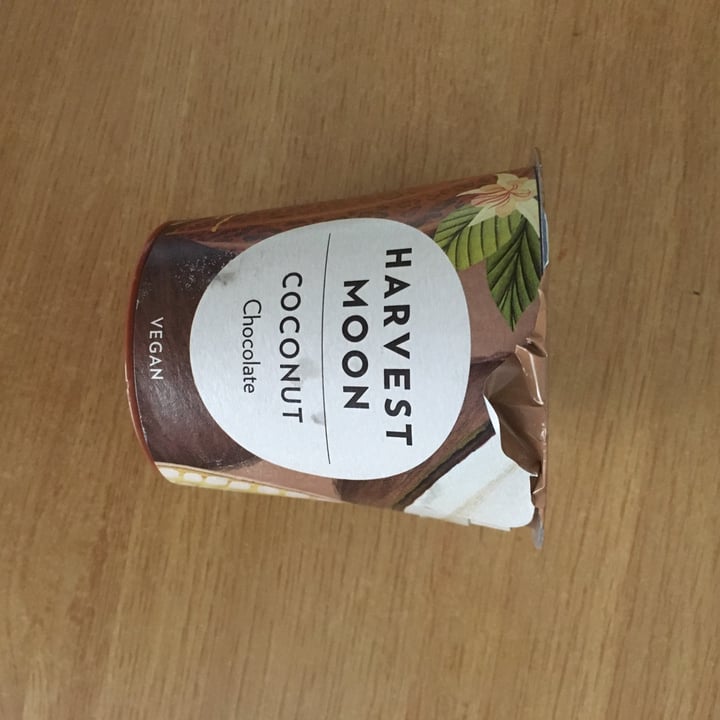 HARVEST
MOON
COCONUT
Chocolate
VEGAN